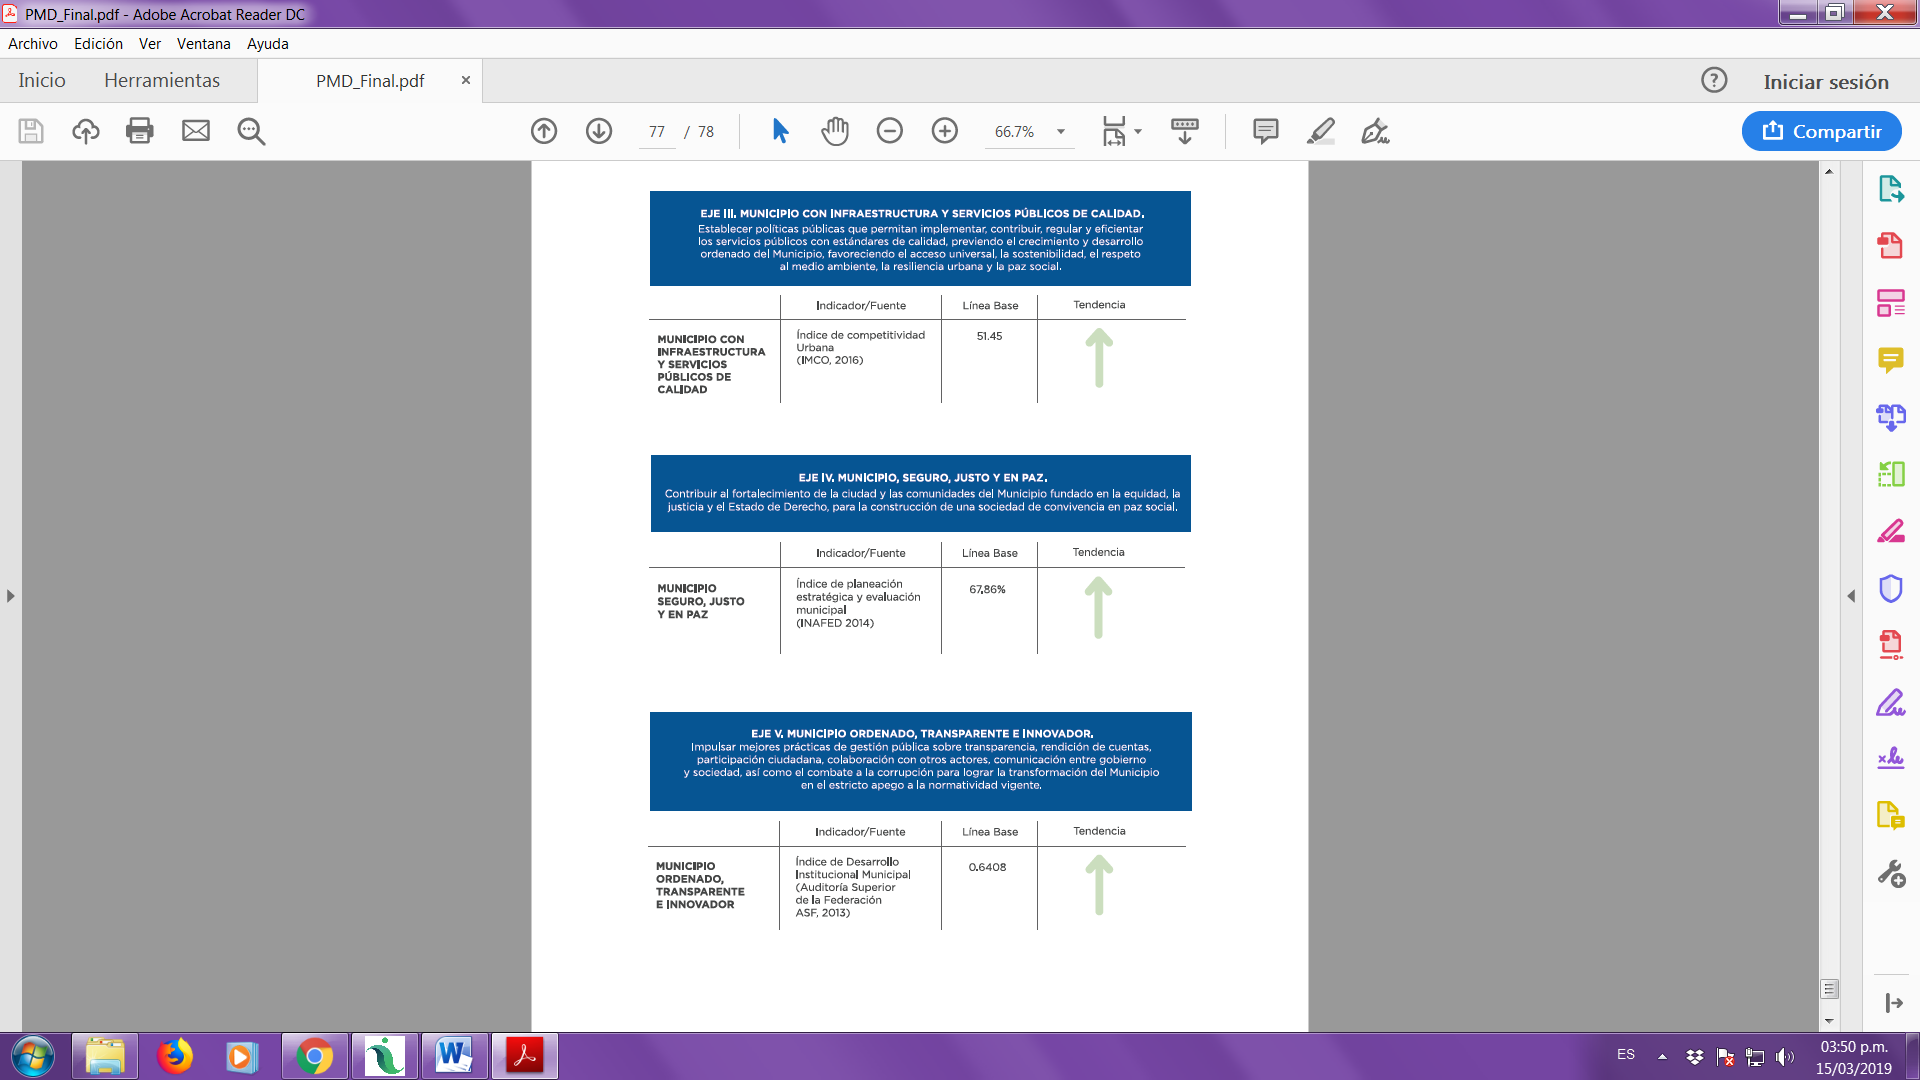 PMD_Final.pdf - Adobe Acrobat Reader DC
Archivo Edición Ver Ventana Ayuda
Inicio Herramientas PMD_Final.pdf × Iniciar sesión
77 / 78 66.7% Compartir
EJE III. MUNICIPIO CON INFRAESTRUCTURA Y SERVICIOS PÚBLICOS DE CALIDAD.
Establecer políticas públicas que permitan implementar, contribuir, regular y eficientar
los servicios públicos con estándares de calidad, previendo el crecimiento y desarrollo
ordenado del Municipio, favoreciendo el acceso universal, la sostenibilidad, el respeto
al medio ambiente, la resiliencia urbana y la paz social.
Indicador/Fuente Línea Base Tendencia
MUNICIPIO CON
INFRAESTRUCTURA
Y SERVICIOS
PÚBLICOS DE
CALIDAD
Índice de competitividad
Urbana
(IMCO, 2016)
51.45
EJE IV. MUNICIPIO, SEGURO, JUSTO Y EN PAZ.
Contribuir al fortalecimiento de la ciudad y las comunidades del Municipio fundado en la equidad, la
justicia y el Estado de Derecho, para la construcción de una sociedad de convivencia en paz social.
Indicador/Fuente Línea Base Tendencia
MUNICIPIO
SEGURO, JUSTO
Y EN PAZ
Índice de planeación
estratégica y evaluación
municipal
(INAFED 2014)
67.86%
EJE V. MUNICIPIO ORDENADO, TRANSPARENTE E INNOVADOR.
Impulsar mejores prácticas de gestión pública sobre transparencia, rendición de cuentas,
participación ciudadana, colaboración con otros actores, comunicación entre gobierno
y sociedad, así como el combate a la corrupción para lograr la transformación del Municipio
en el estricto apego a la normatividad vigente.
Indicador/Fuente Línea Base Tendencia
MUNICIPIO
ORDENADO,
TRANSPARENTE
E INNOVADOR
Índice de Desarrollo
Institucional Municipal
(Auditoría Superior
de la Federación
ASF, 2013)
0.6408
ES 03:50 p.m.
15/03/2019